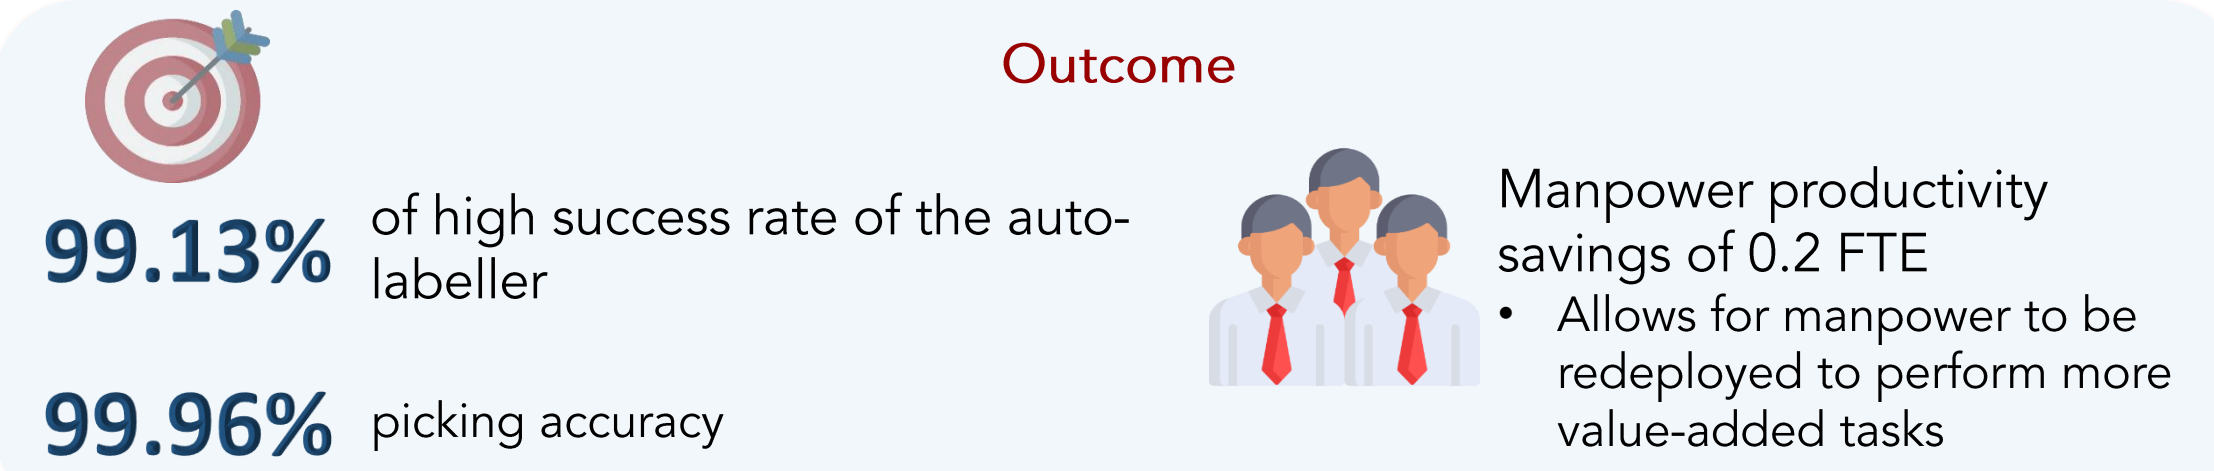 Outcome
99.13%
of high success rate of the auto-
labeller
99.96%
picking accuracy
Manpower productivity
savings of 0.2 FTE
• Allows for manpower to be
redeployed to perform more
value-added tasks